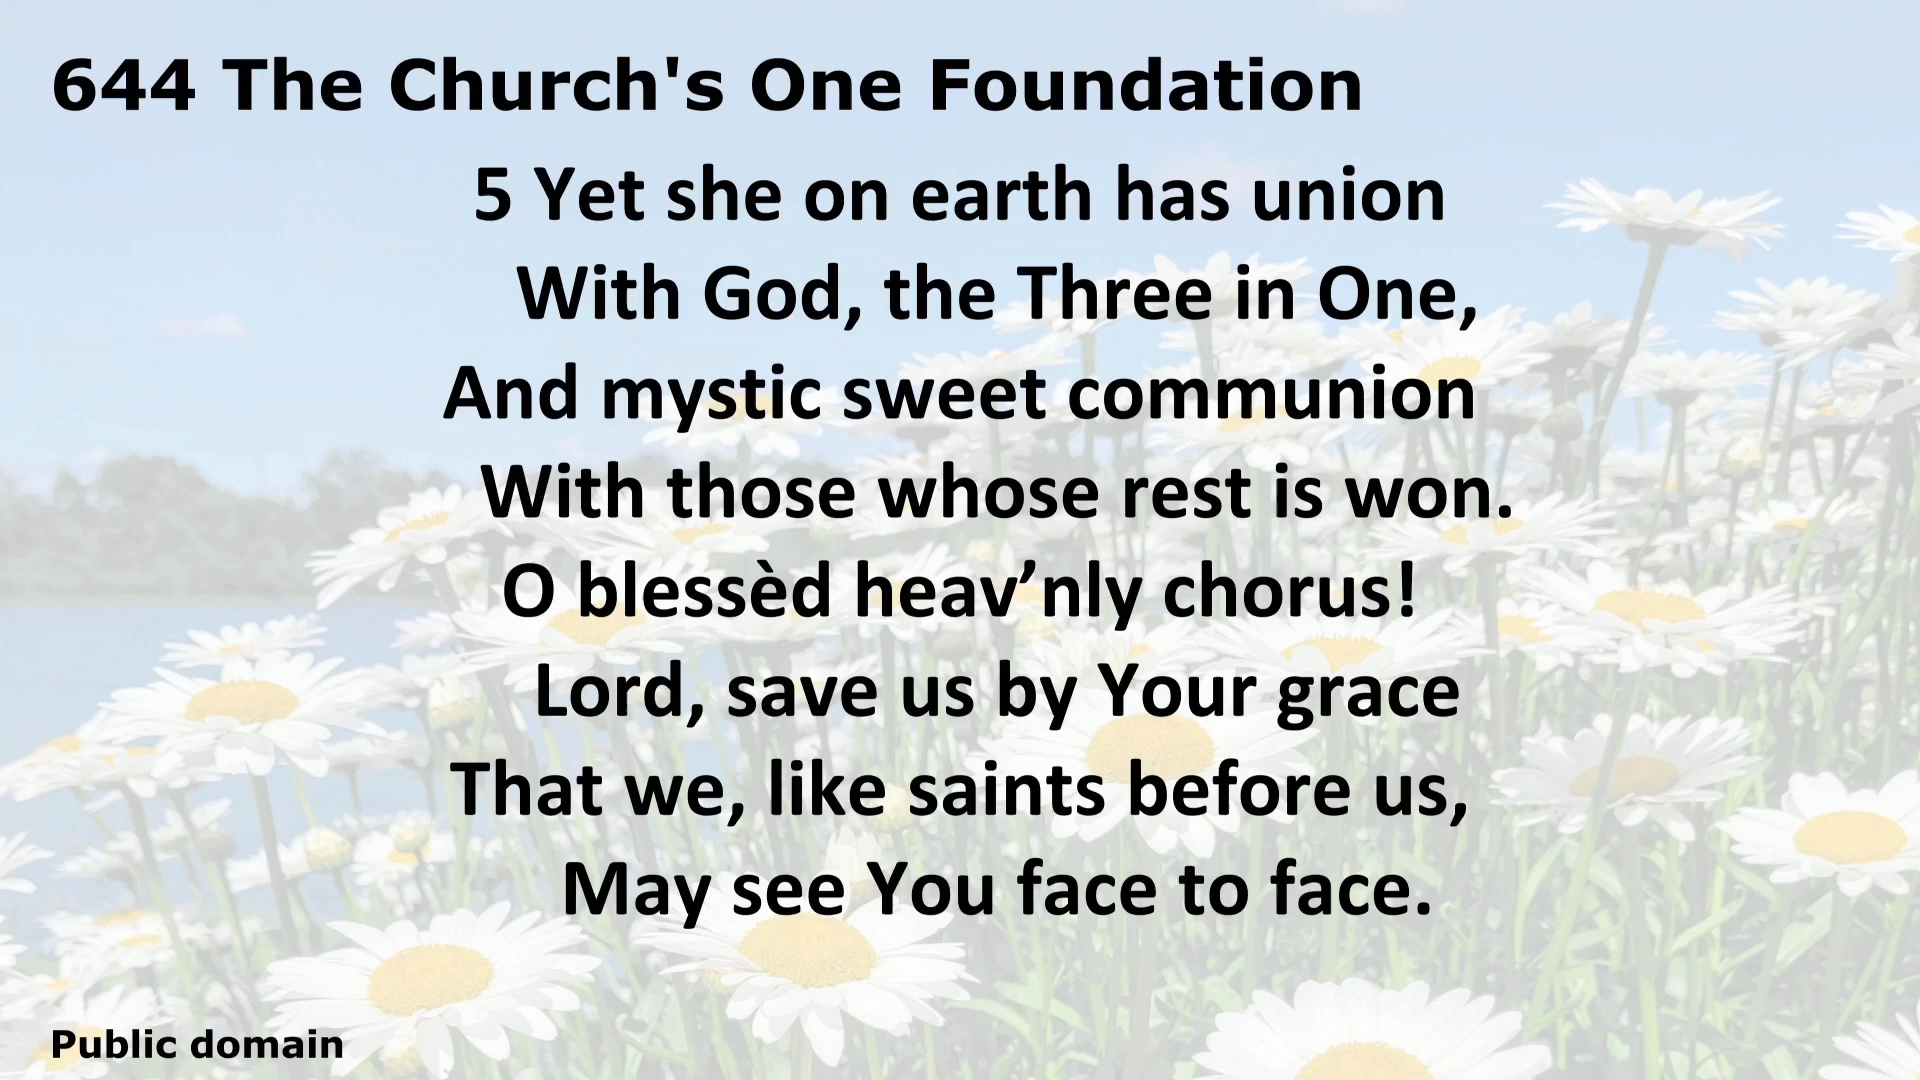 644 The Church's One Foundation
5 Yet she on earth has union
With God, the Three in One,
And mystic sweet communion
With those whose rest is won.
O blessèd heav’nly chorus!
Lord, save us by Your grace
That we, like saints before us,
May see You face to face.
Public domain